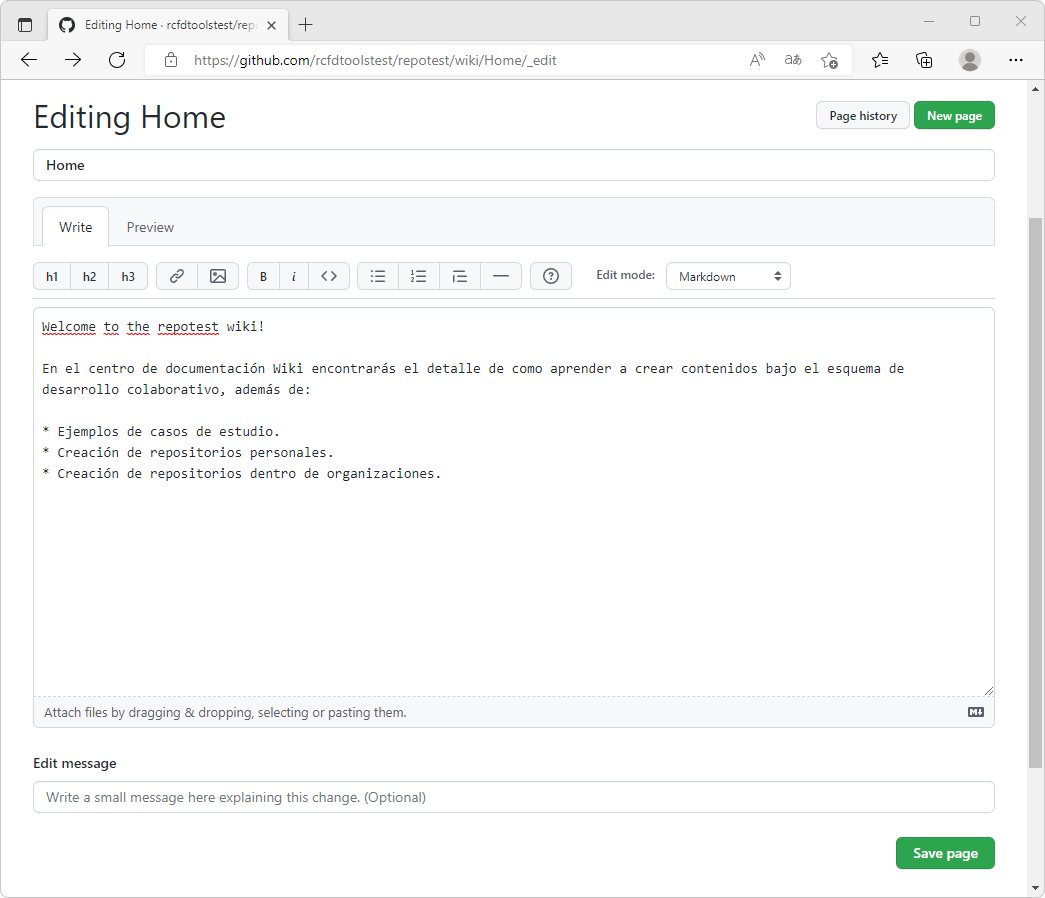 Editing Home · rcfdtoolstest/repo
https://github.com/rcfdtoolstest/repotest/wiki/Home/_edit
Editing Home
Page history
New page
Home
Write
Preview
h1
h2
h3
B
i
Edit mode:
Markdown
Welcome to the repotest wiki!
En el centro de documentación Wiki encontrarás el detalle de como aprender a crear contenidos bajo el esquema de
desarrollo colaborativo, además de:
* Ejemplos de casos de estudio.
* Creación de repositorios personales.
* Creación de repositorios dentro de organizaciones.
Attach files by dragging & dropping, selecting or pasting them.
Edit message
Write a small message here explaining this change. (Optional)
Save page